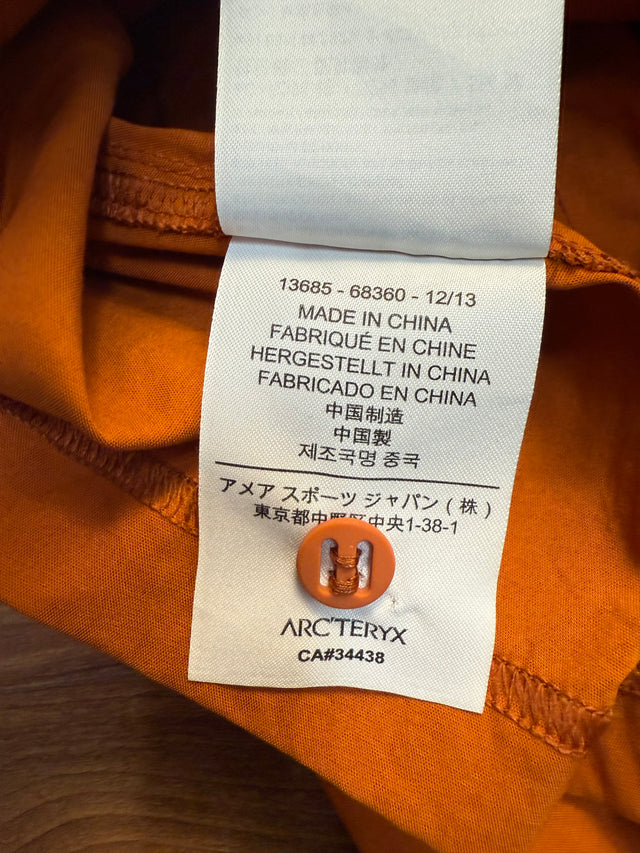 13685 - 68360 - 12/13
MADE IN CHINA
FABRIQUÉ EN CHINE
HERGESTELLT IN CHINA
FABRICADO EN CHINA
中国制造
中国製
제조국명 중국
アメア スポーツ ジャパン ( 株 )
東京都中野区中央1-38-1
ARC'TERYX
CA#34438